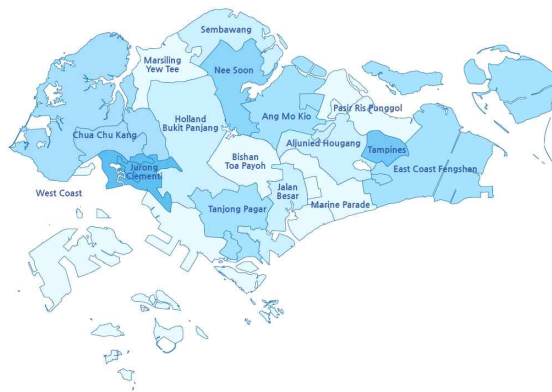 Sembawang
Marsiling
Yew Tee
Nee Soon
Pasir Ris Ponggol
Holland
Bukit Panjang
Ang Mo Kio
Chua Chu Kang
Aljunied Hougang
Tampines
Bishan
Toa Payoh
Jurong
Clementi
East Coast Fengshan
West Coast
Jalan
Besar
Tanjong Pagar
Marine Parade